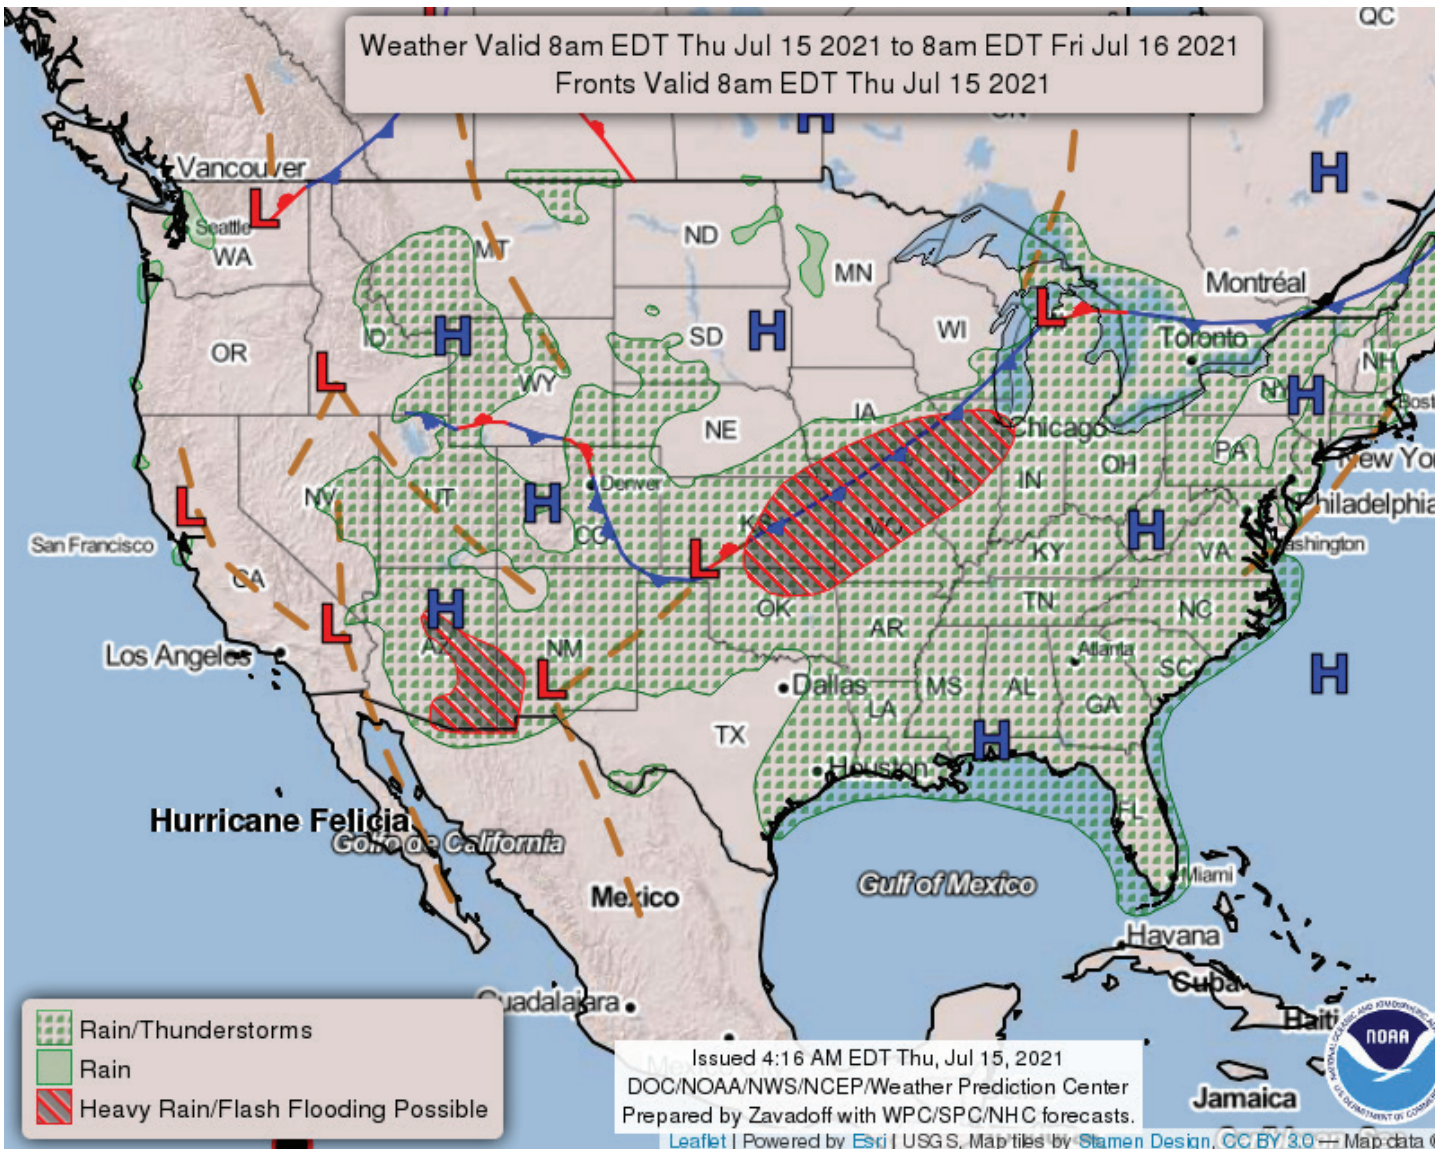 Weather Valid 8am EDT Thu Jul 15 2021 to 8am EDT Fri Jul 16 2021
Fronts Valid 8am EDT Thu Jul 15 2021
QC
L
H
Vancouver
H
L
Seattle
WA
MT
ND
MN
Montréal
L
OR
ID
H
SD
H
WI
Toronto
NH
L
WY
NY
H
Bost
IA
NE
Chicago
PA
New Yo
OH
IN
IL
NV
UT
Denver
L
H
KS
MO
Philadelphia
San Francisco
CO
KY
H
VA
ashington
CA
L
OK
TN
NC
L
H
AR
Los Angeles
AZ
NM
Atlanta
SC
L
Dallas
MS
AL
GA
H
LA
TX
H
Houston
Hurricane Felicia
Golfo de California
FL
Gulf of Mexico
Miami
Mexico
Havana
Cuba
Guadalajara
Haiti
NOAA
Jamaica
Rain/Thunderstorms
Rain
Heavy Rain/Flash Flooding Possible
Issued 4:16 AM EDT Thu, Jul 15, 2021
DOC/NOAA/NWS/NCEP/Weather Prediction Center
Prepared by Zavadoff with WPC/SPC/NHC forecasts.
Leaflet | Powered by Esri | USGS, Map tiles by Stamen Design, CC BY 3.0 — Map data ©